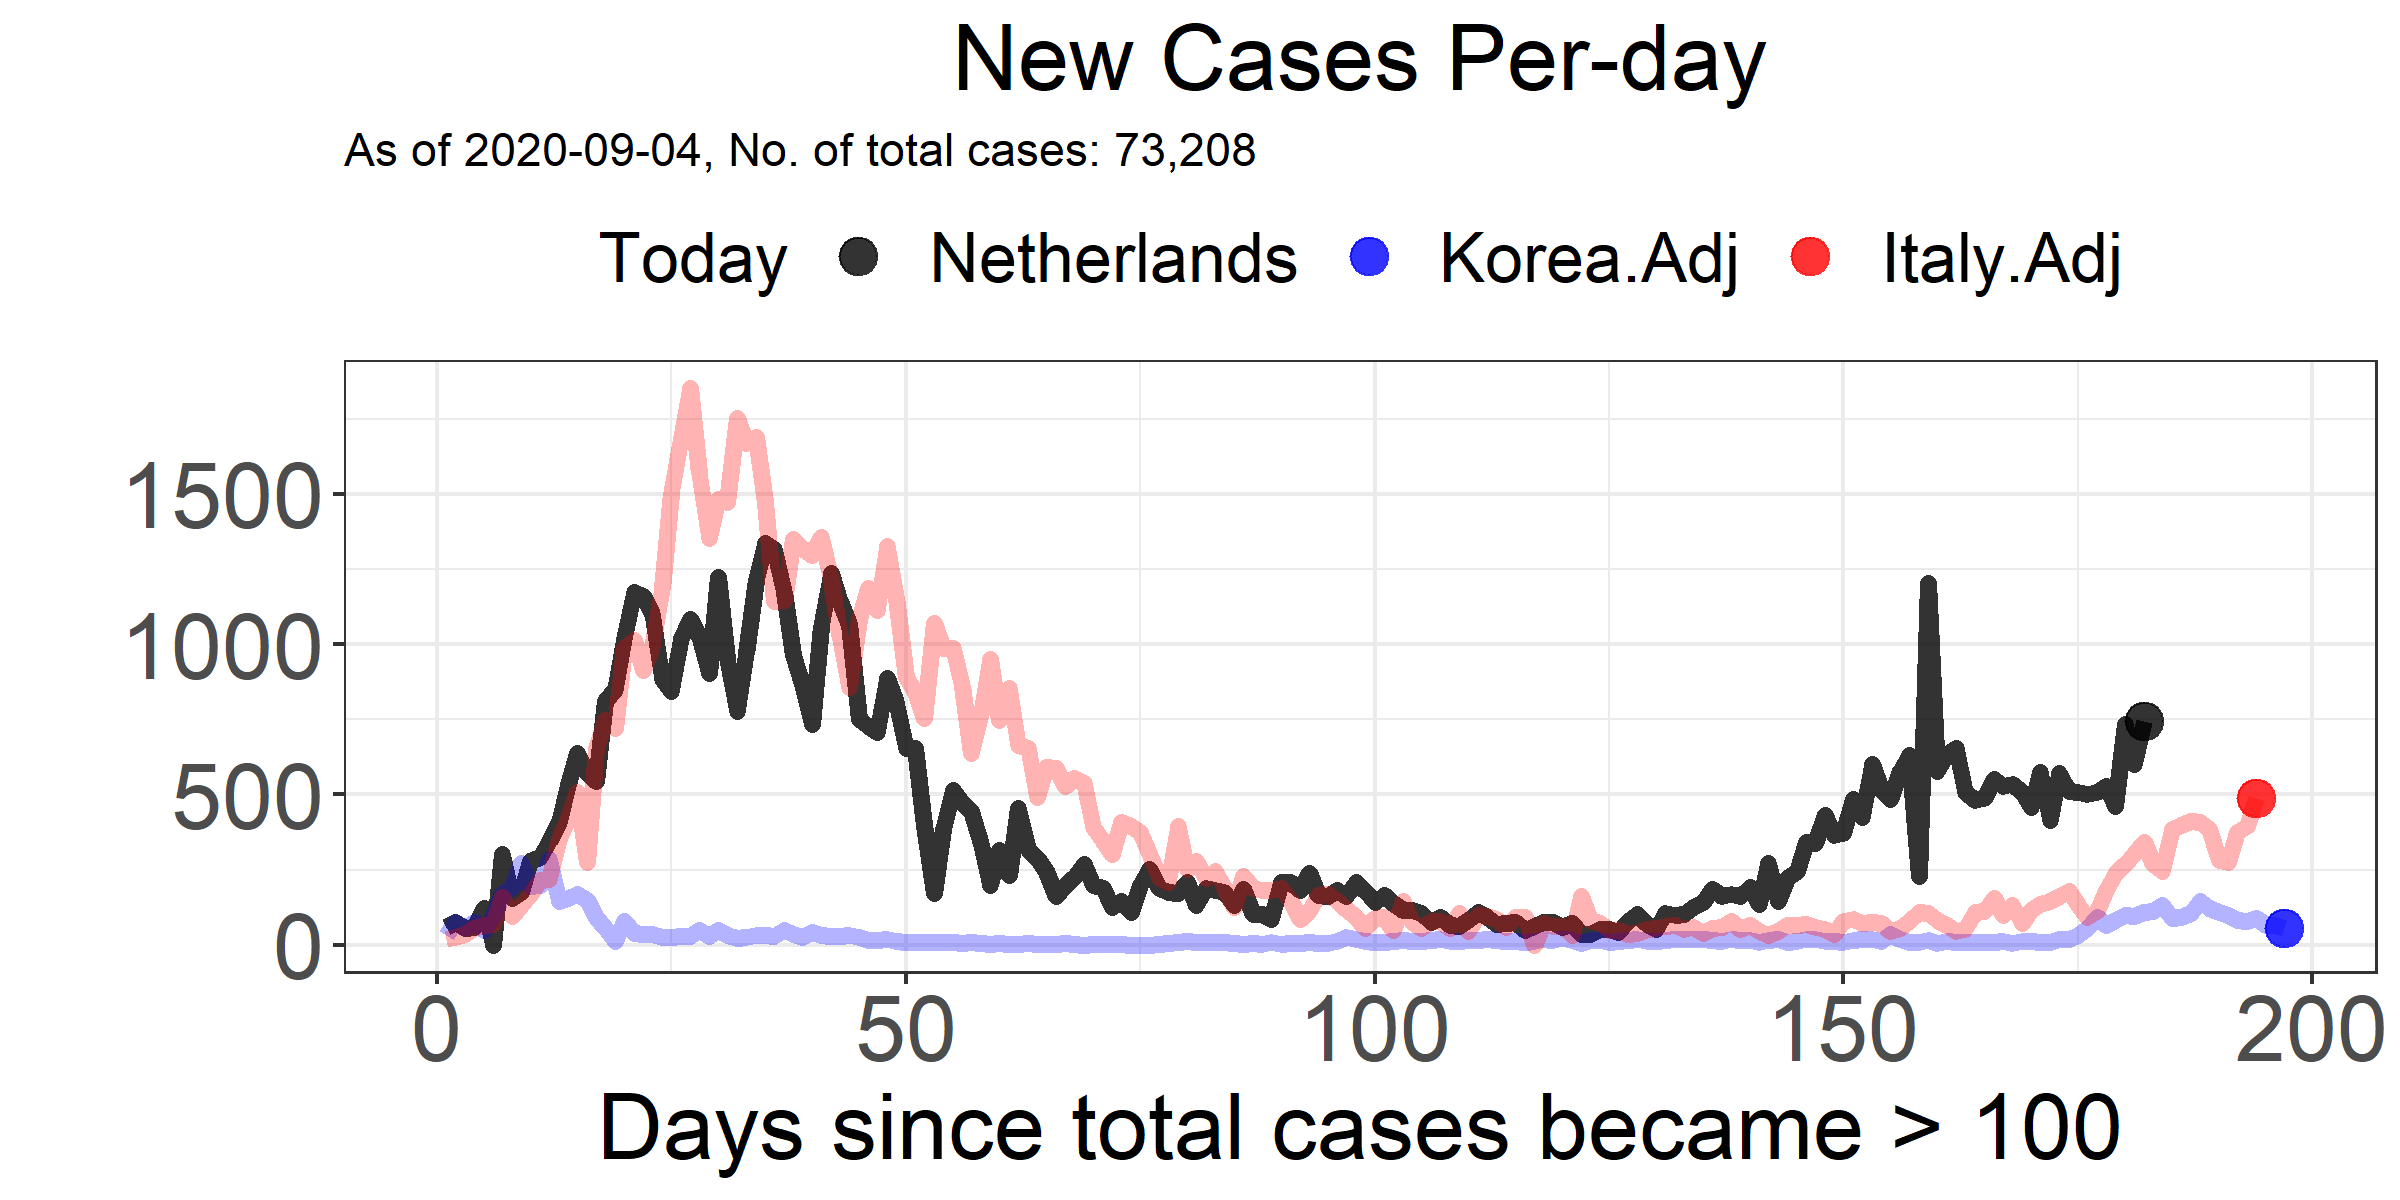 New Cases Per-day
As of 2020-09-04, No. of total cases: 73,208
Today Netherlands Korea.Adj Italy.Adj
1500
1000
500
0
0 50 100 150 200
Days since total cases became > 100